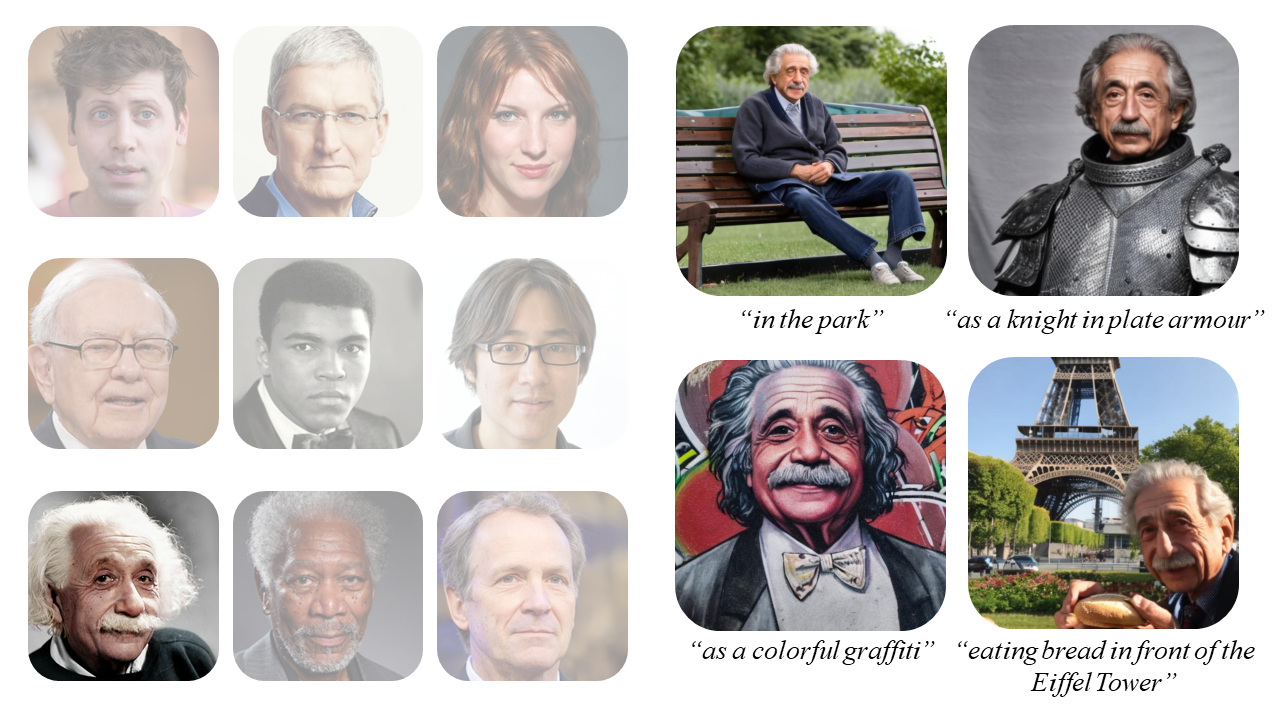 “in the park”
“as a knight in plate armour”
“as a colorful graffiti”
“eating bread in front of the
Eiffel Tower”